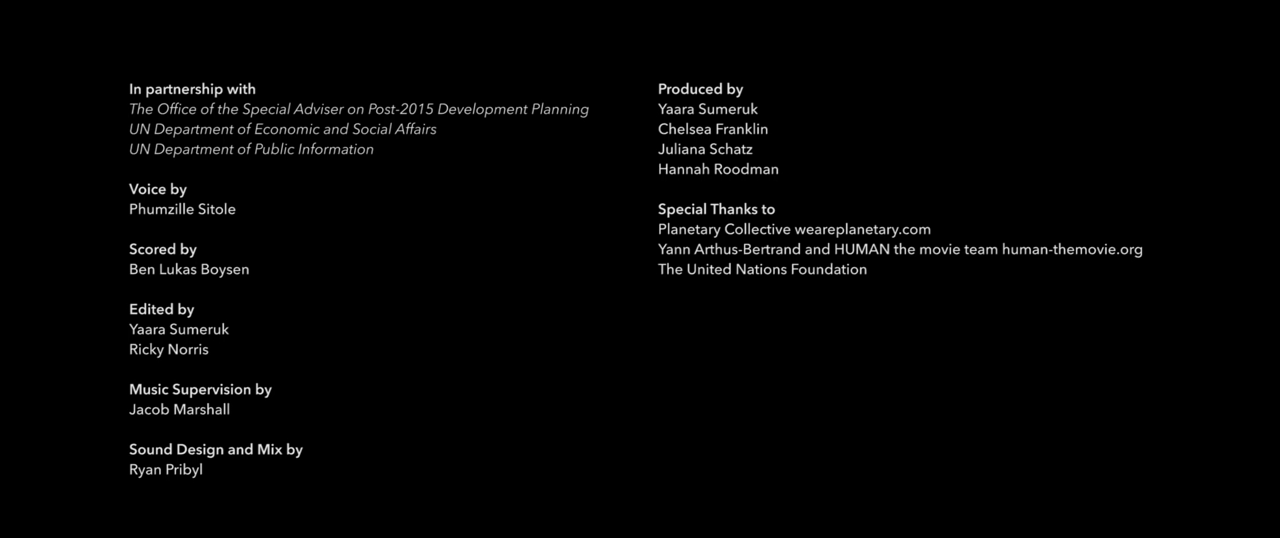 In partnership with
The Office of the Special Adviser on Post-2015 Development Planning
UN Department of Economic and Social Affairs
UN Department of Public Information
Voice by
Phumzille Sitole
Scored by
Ben Lukas Boysen
Edited by
Yaara Sumeruk
Ricky Norris
Music Supervision by
Jacob Marshall
Sound Design and Mix by
Ryan Pribyl
Produced by
Yaara Sumeruk
Chelsea Franklin
Juliana Schatz
Hannah Roodman
Special Thanks to
Planetary Collective weareplanetary.com
Yann Arthus-Bertrand and HUMAN the movie team human-themovie.org
The United Nations Foundation